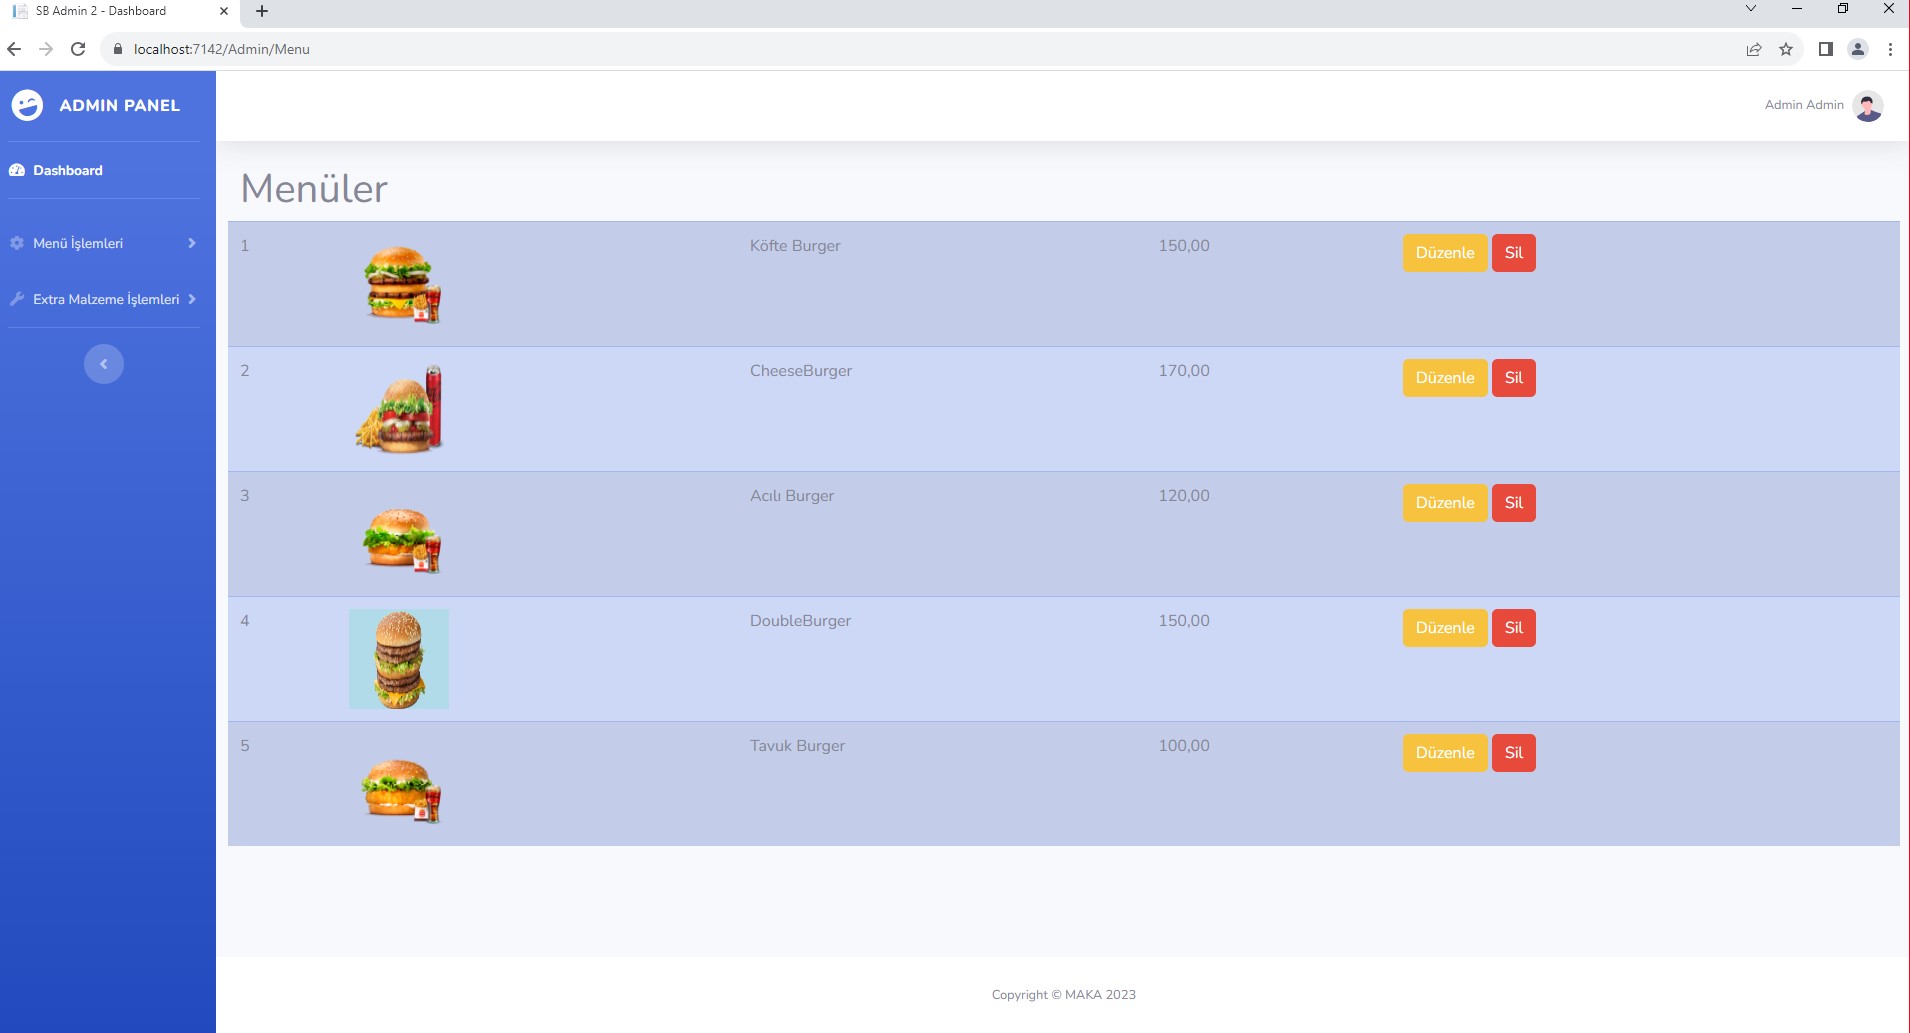 SB Admin 2 - Dashboard
localhost:7142/Admin/Menu
ADMIN PANEL
Admin Admin
Dashboard
Menü İşlemleri
Extra Malzeme İşlemleri
Menüler
1 Köfte Burger 150,00 Düzenle Sil
2 CheeseBurger 170,00 Düzenle Sil
3 Acılı Burger 120,00 Düzenle Sil
4 DoubleBurger 150,00 Düzenle Sil
5 Tavuk Burger 100,00 Düzenle Sil
Copyright © MAKA 2023